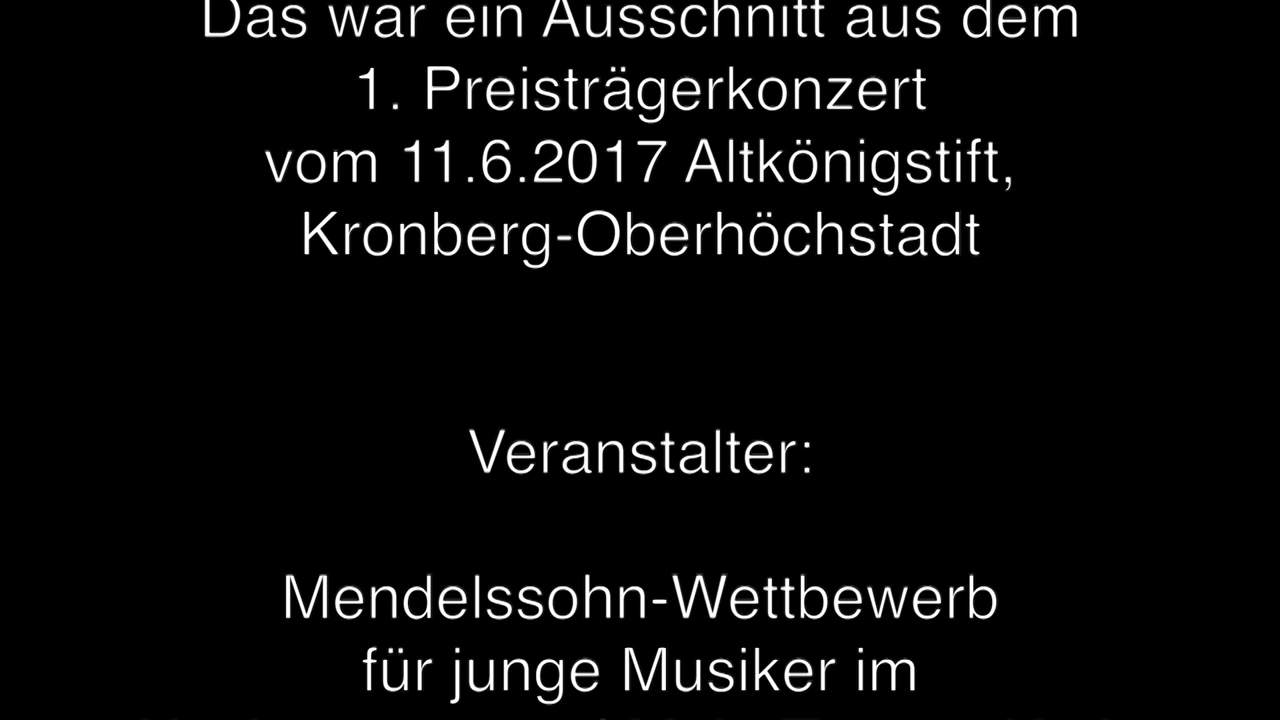 Das war ein Ausschnitt aus dem
1. Preisträgerkonzert
vom 11.6.2017 Altkönigstift,
Kronberg-Oberhöchstadt
Veranstalter:
Mendelssohn-Wettbewerb
für junge Musiker im